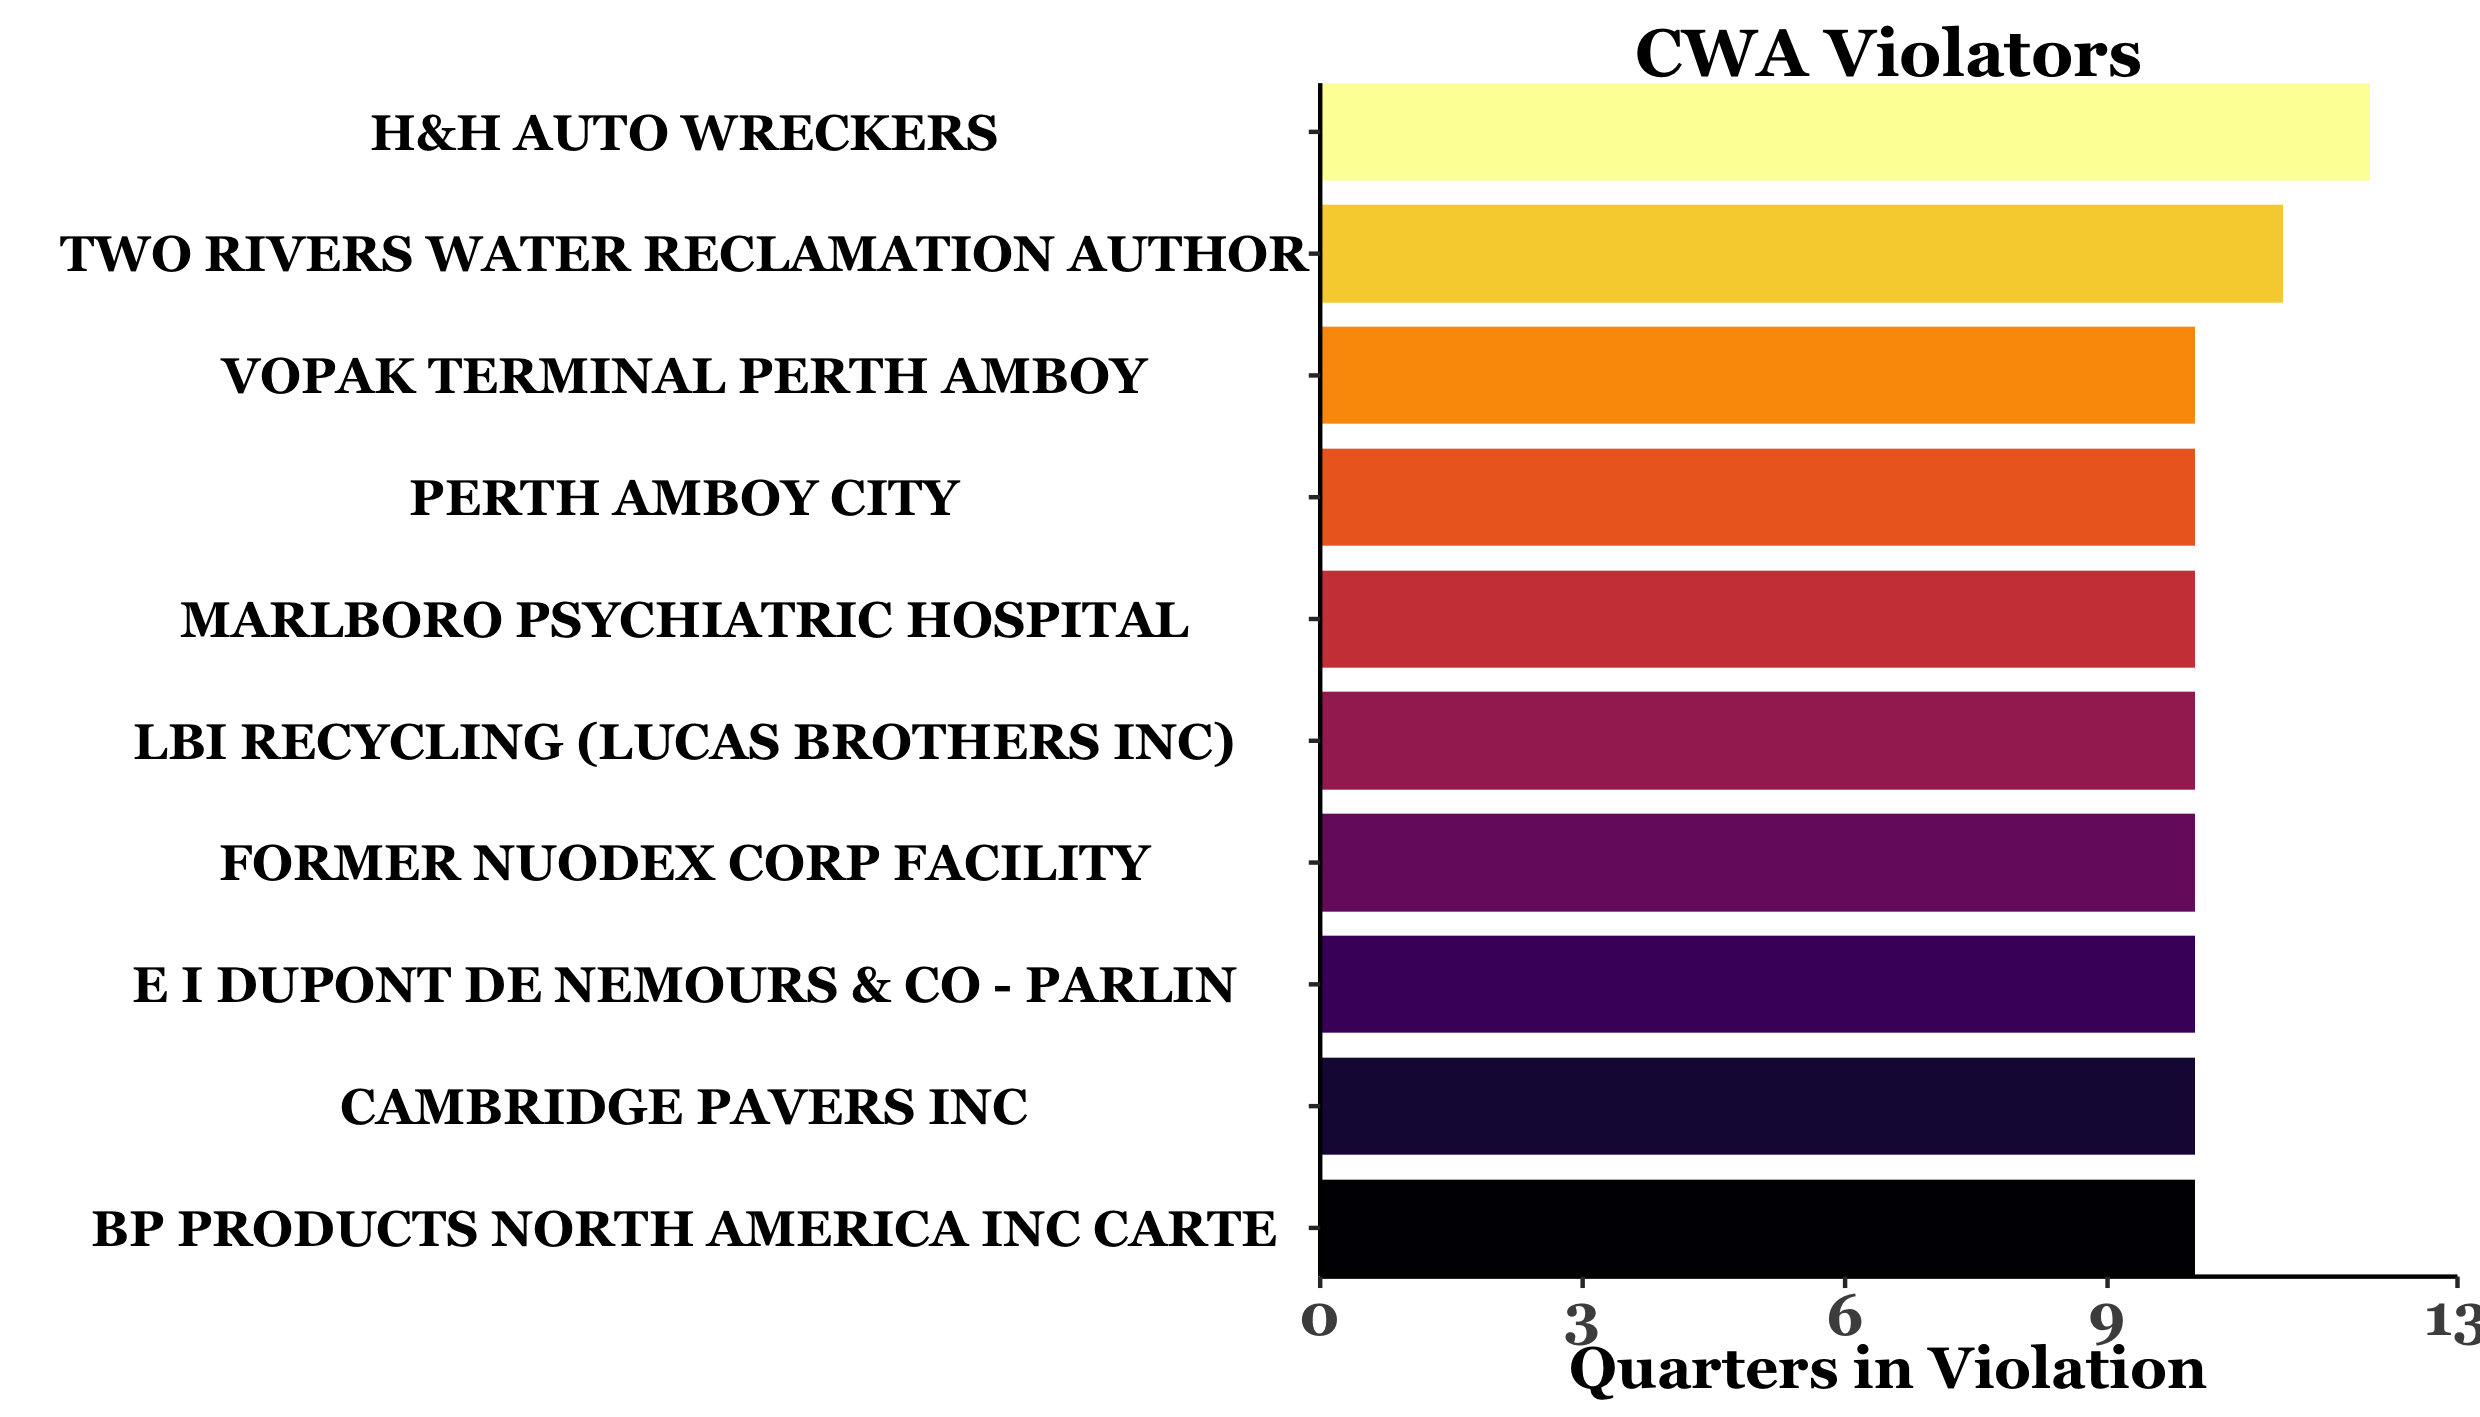 CWA Violators
H&H AUTO WRECKERS
TWO RIVERS WATER RECLAMATION AUTHOR
VOPAK TERMINAL PERTH AMBOY
PERTH AMBOY CITY
MARLBORO PSYCHIATRIC HOSPITAL
LBI RECYCLING (LUCAS BROTHERS INC)
FORMER NUODEX CORP FACILITY
E I DUPONT DE NEMOURS & CO - PARLIN
CAMBRIDGE PAVERS INC
BP PRODUCTS NORTH AMERICA INC CARTE
0 3 6 9 13
Quarters in Violation